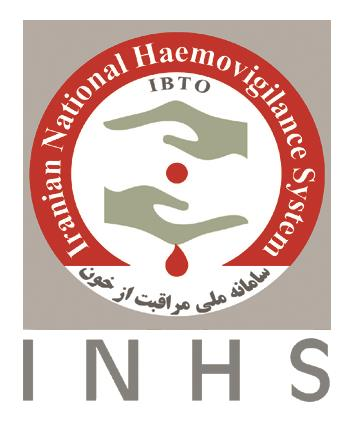 Iranian National Haemovigilance System
IBTO
سامانه ملی مراقبت از خون
INHS